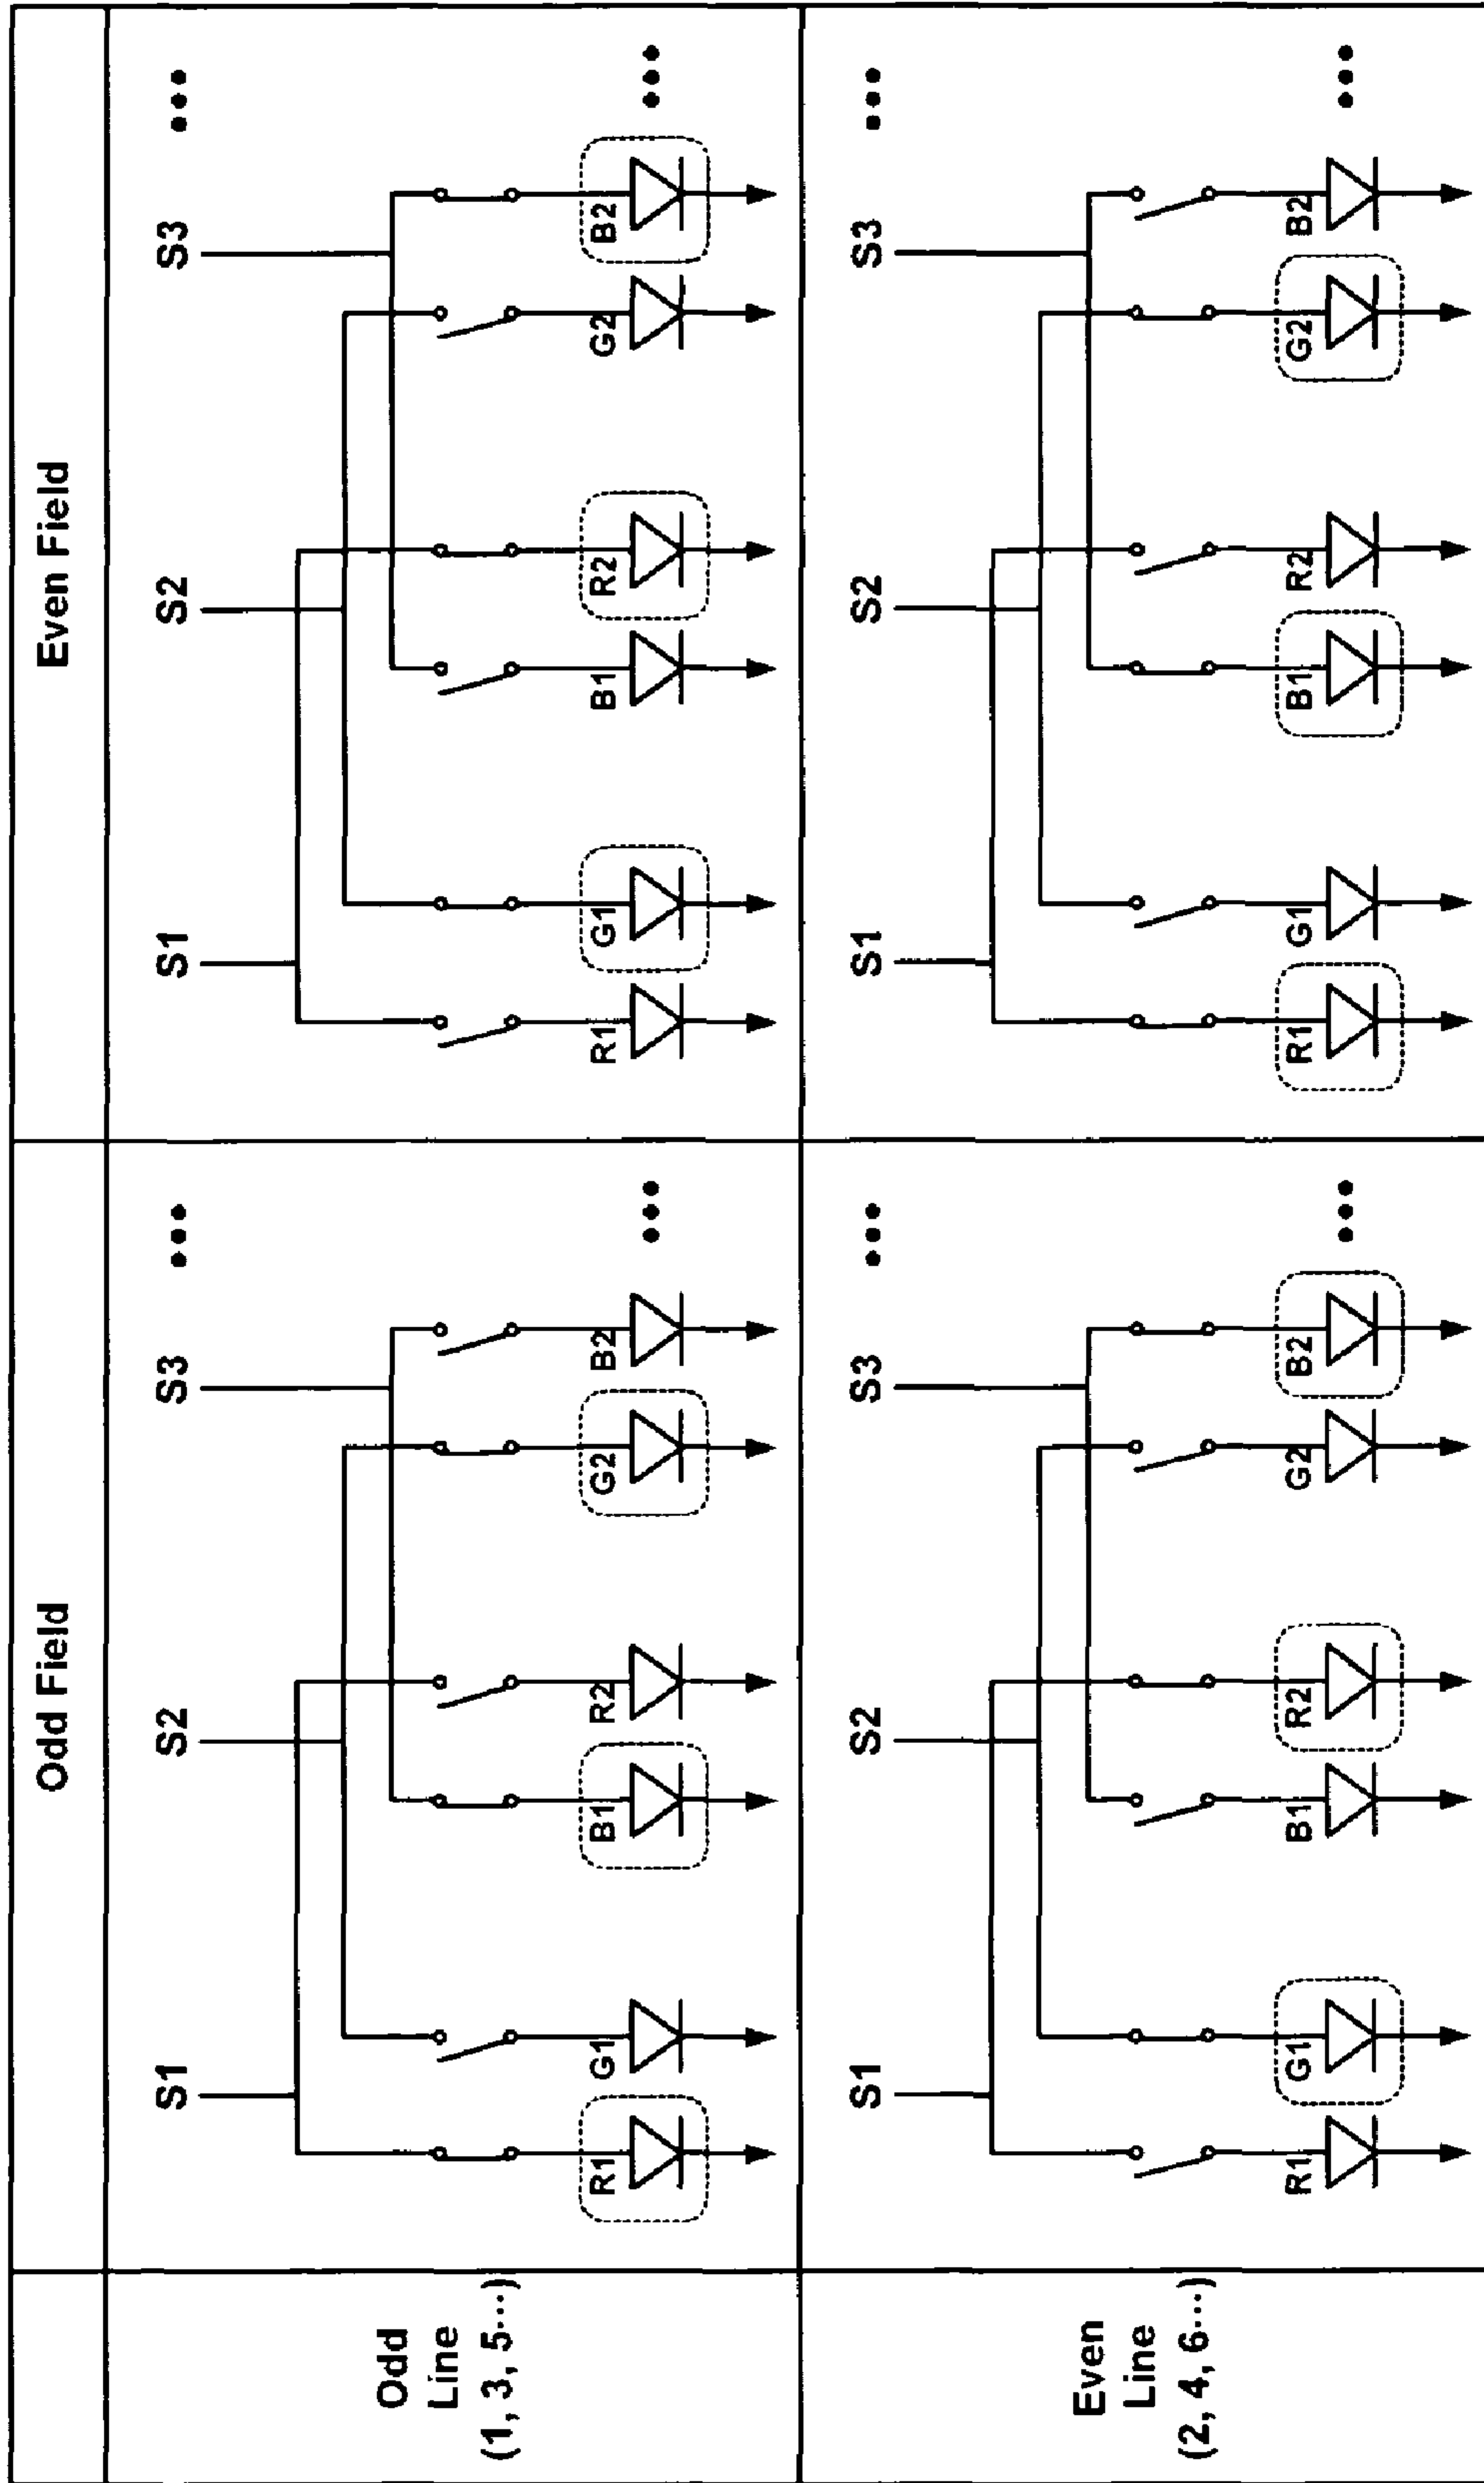 Odd Field
Even Field
Odd
Line
(1, 3, 5···)
S1 S2 S3 •••
R1 G1 B1 R2 G2 B2 •••
S1 S2 S3 •••
R1 G1 B1 R2 G2 B2 •••
Even
Line
(2, 4, 6···)
S1 S2 S3 •••
R1 G1 B1 R2 G2 B2 •••
S1 S2 S3 •••
R1 G1 B1 R2 G2 B2 •••